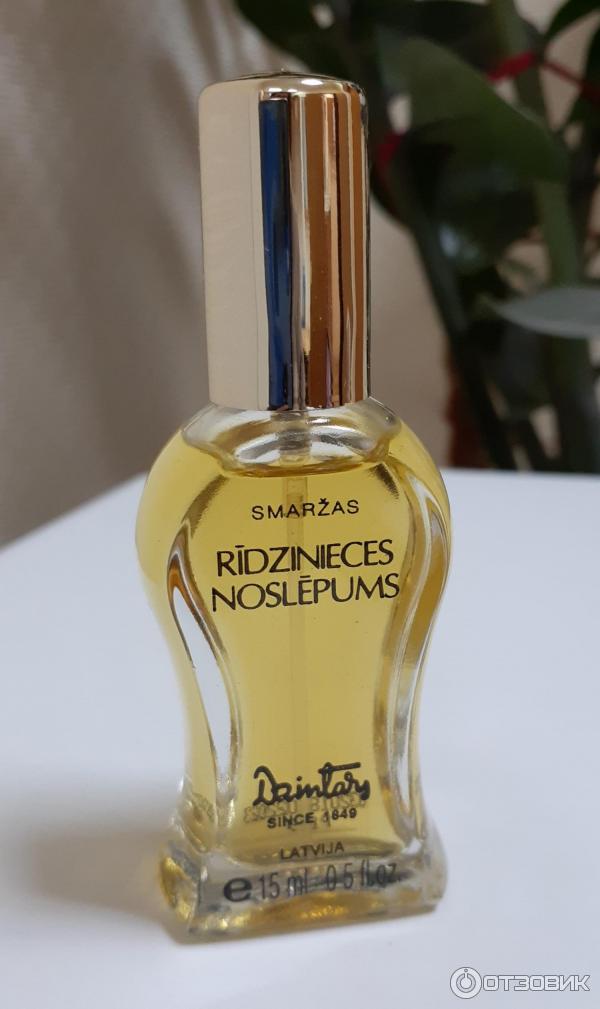 SMARŽAS
RĪDZINIECES
NOSLĒPUMS
Dzintars
SINCE 1849
LATVIJA
e 15 ml 0.5 fl.oz.
ОТЗОВИК